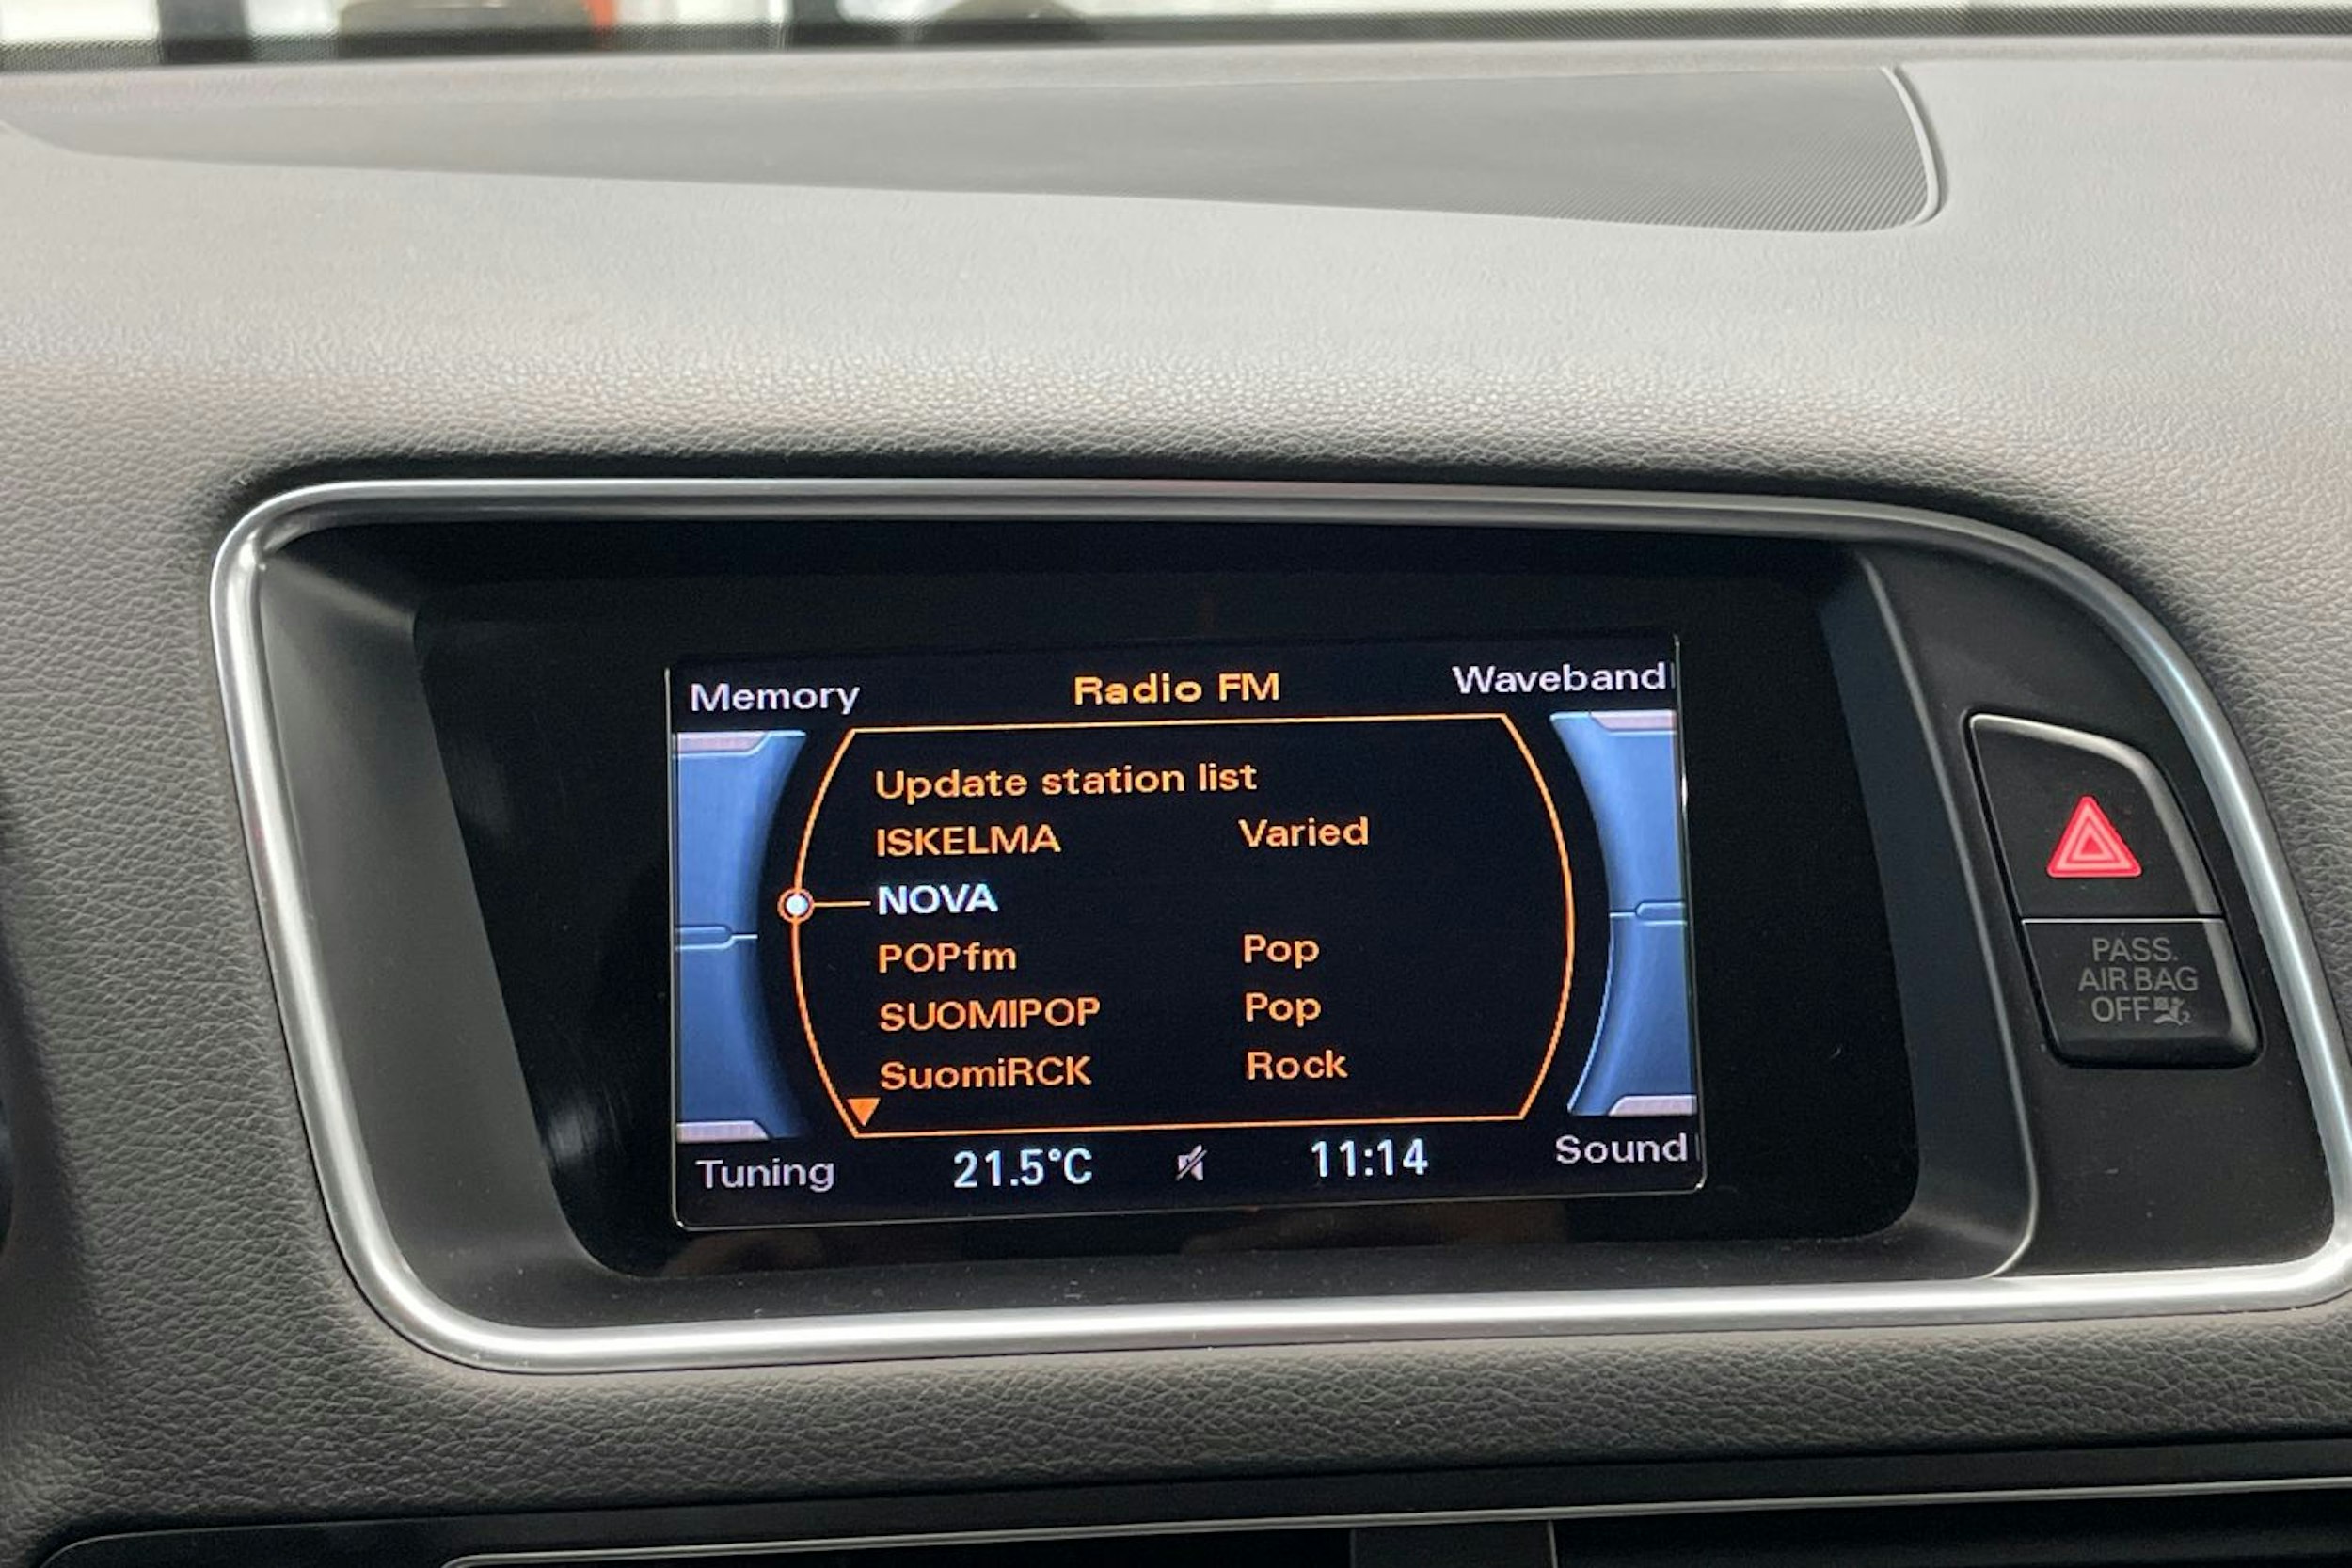 Memory Radio FM Waveband
Update station list
ISKELMA Varied
NOVA
POPfm Pop
SUOMIPOP Pop
SuomiRCK Rock
Tuning 21.5°C 11:14 Sound
PASS.
AIR BAG
OFF 2